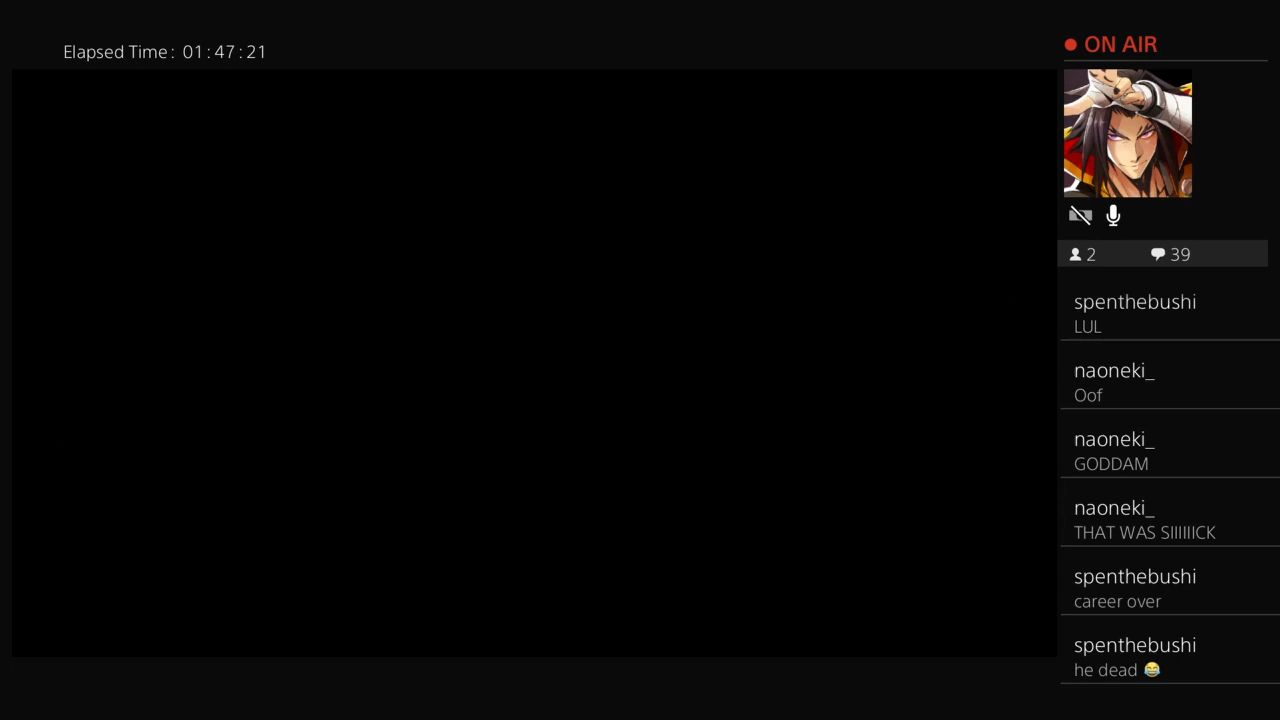 Elapsed Time: 01:47:21
ON AIR
2 39
spenthebushi
LUL
naoneki_
Oof
naoneki_
GODDAM
naoneki_
THAT WAS SIIIIIICK
spenthebushi
career over
spenthebushi
he dead 😂